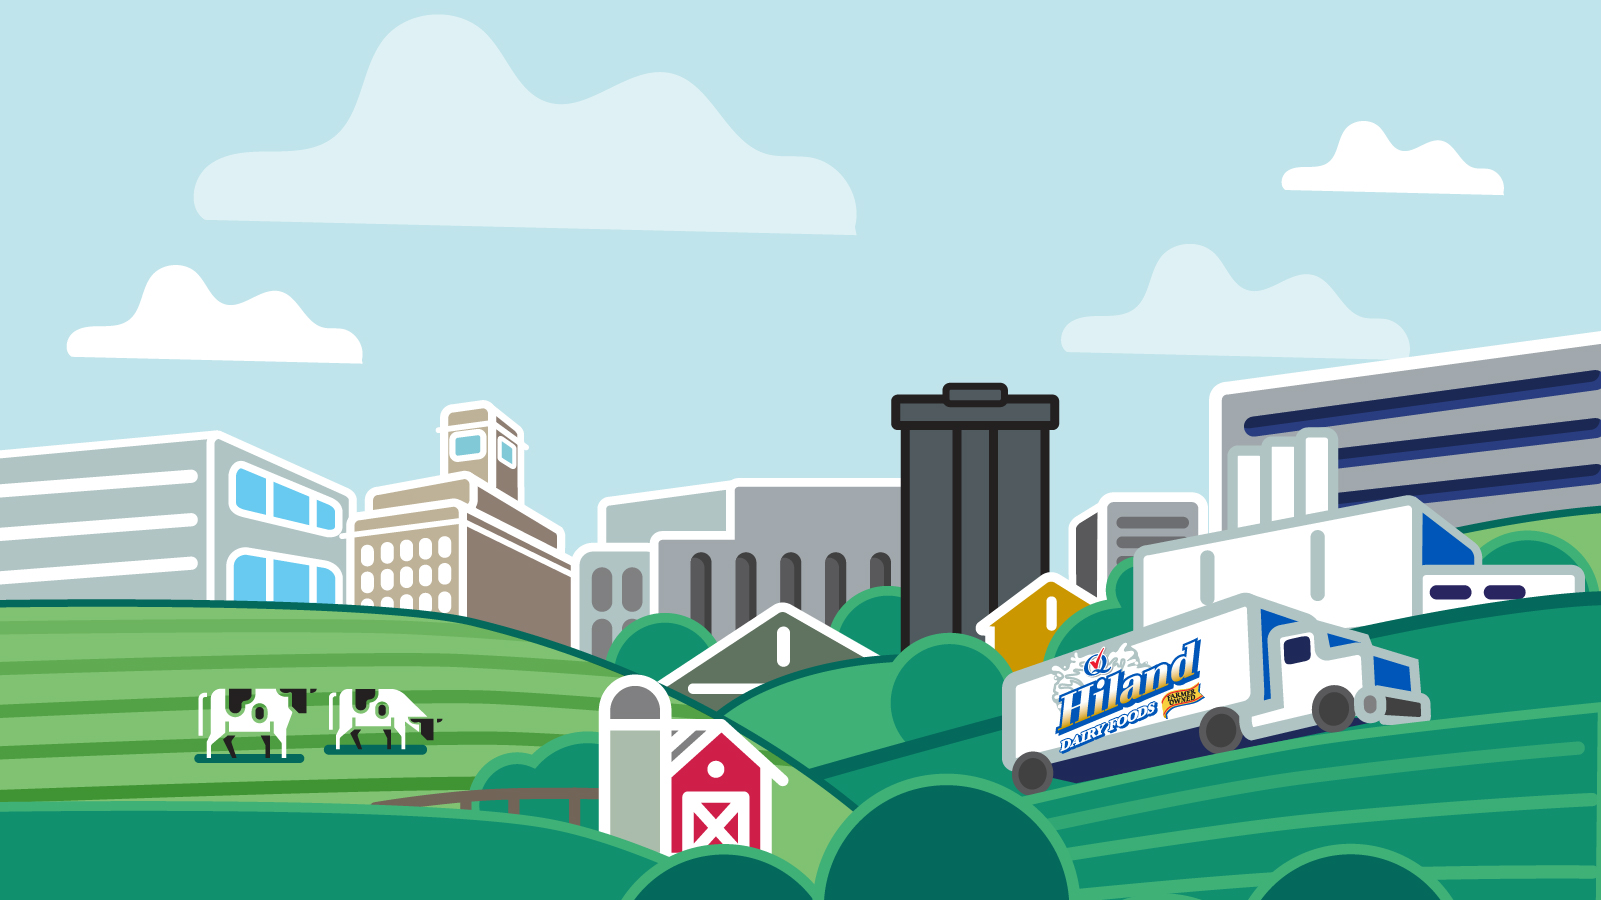 Hiland
DAIRY FOODS
FARMER
OWNED